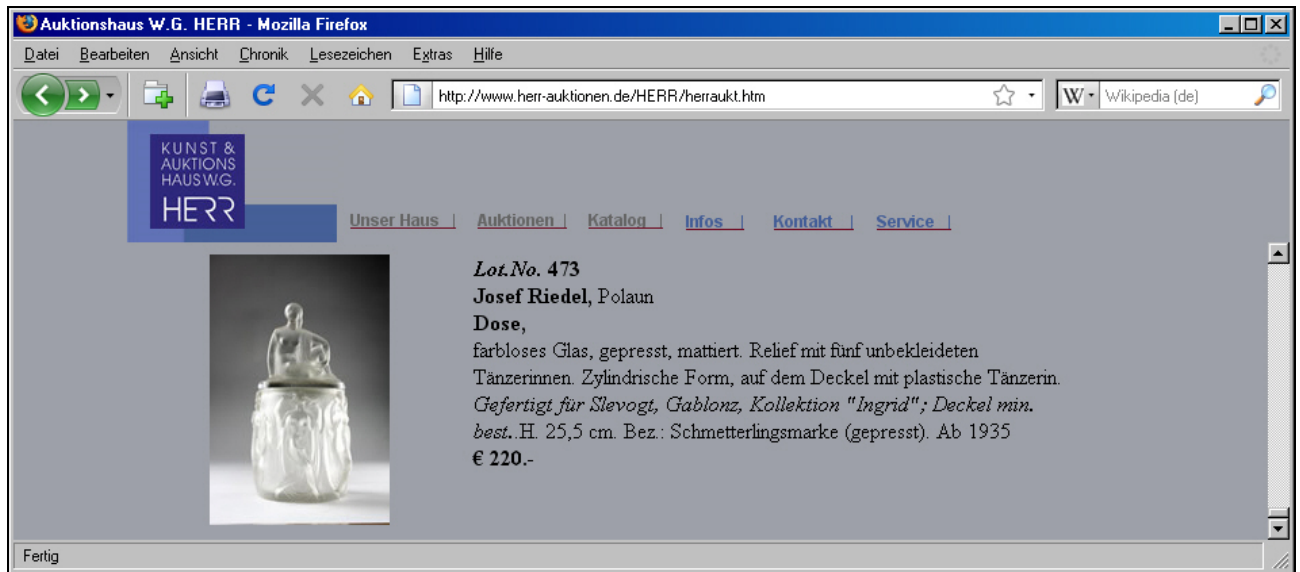 Auktionshaus W.G. HERR - Mozilla Firefox
Datei Bearbeiten Ansicht Chronik Lesezeichen Extras Hilfe
http://www.herr-auktionen.de/HERR/herraukt.htm W Wikipedia (de)
KUNST &
AUKTIONS
HAUS W.G.
HERR
Unser Haus | Auktionen | Katalog | Infos | Kontakt | Service |
Lot.No. 473
Josef Riedel, Polaun
Dose,
farbloses Glas, gepresst, mattiert. Relief mit fünf unbekleideten
Tänzerinnen. Zylindrische Form, auf dem Deckel mit plastische Tänzerin.
Gefertigt für Slevogt, Gablonz, Kollektion "Ingrid"; Deckel min.
best..H. 25,5 cm. Bez.: Schmetterlingsmarke (gepresst). Ab 1935
€ 220.-
Fertig